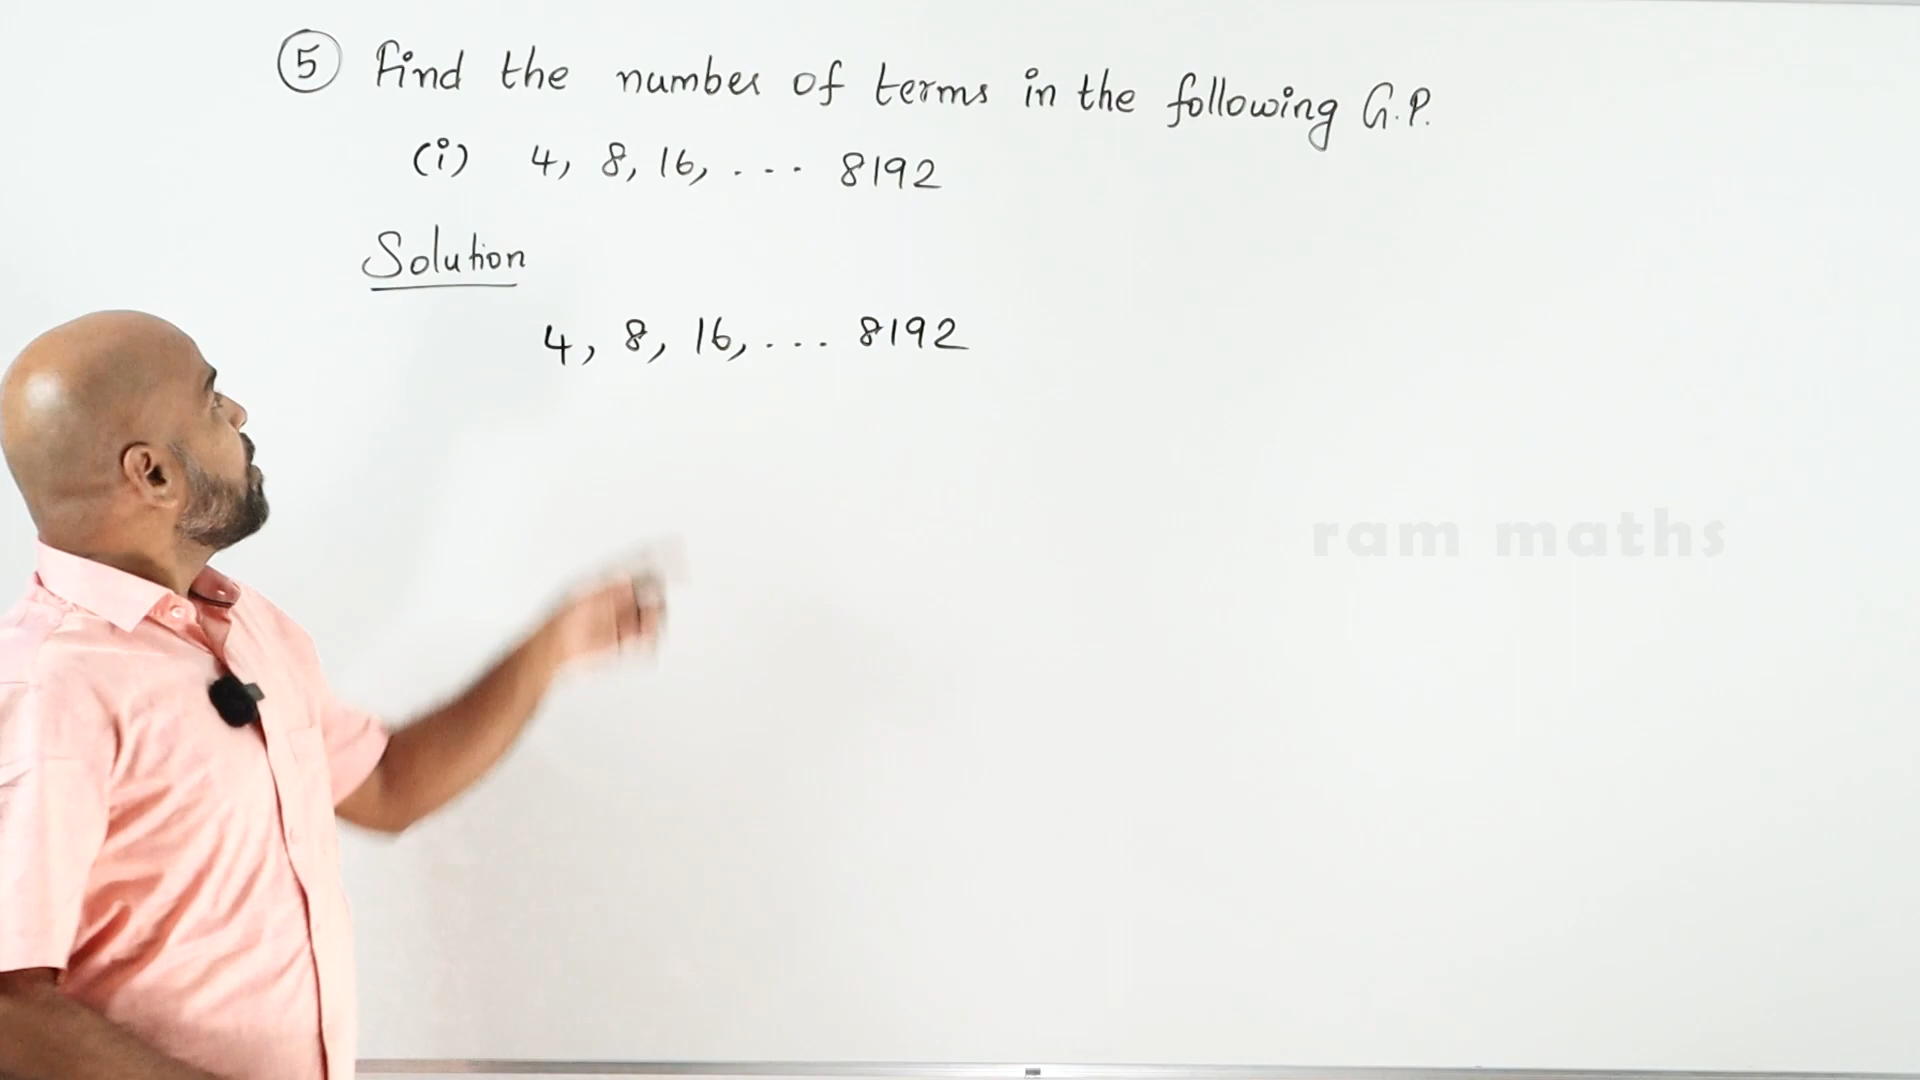 5 Find the number of terms in the following G.P.
(i) 4, 8, 16, ... 8192
Solution
4, 8, 16, ... 8192
ram maths